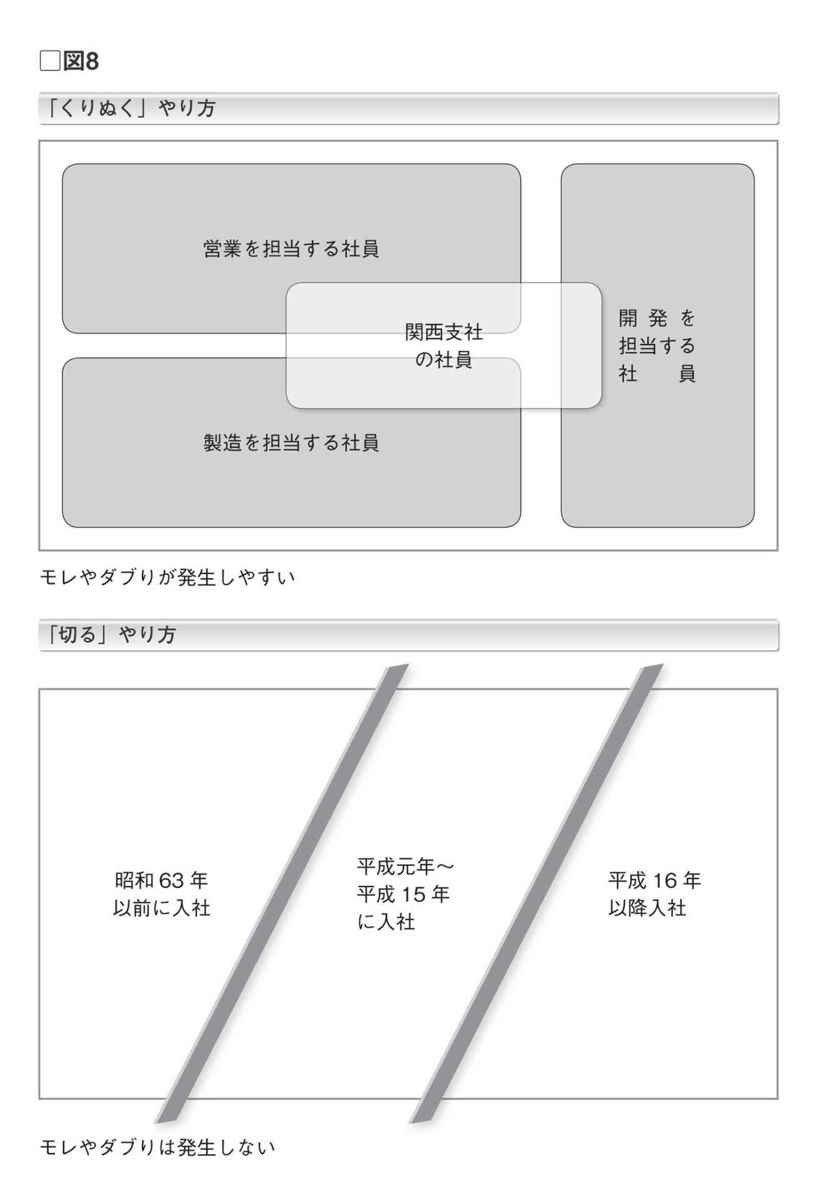 □図8
「くりぬく」やり方
営業を担当する社員
関西支社
の社員
開発を
担当する
社員
製造を担当する社員
モレやダブりが発生しやすい
「切る」やり方
昭和 63 年
以前に入社
平成元年〜
平成 15 年
に入社
平成 16 年
以降入社
モレやダブりは発生しない